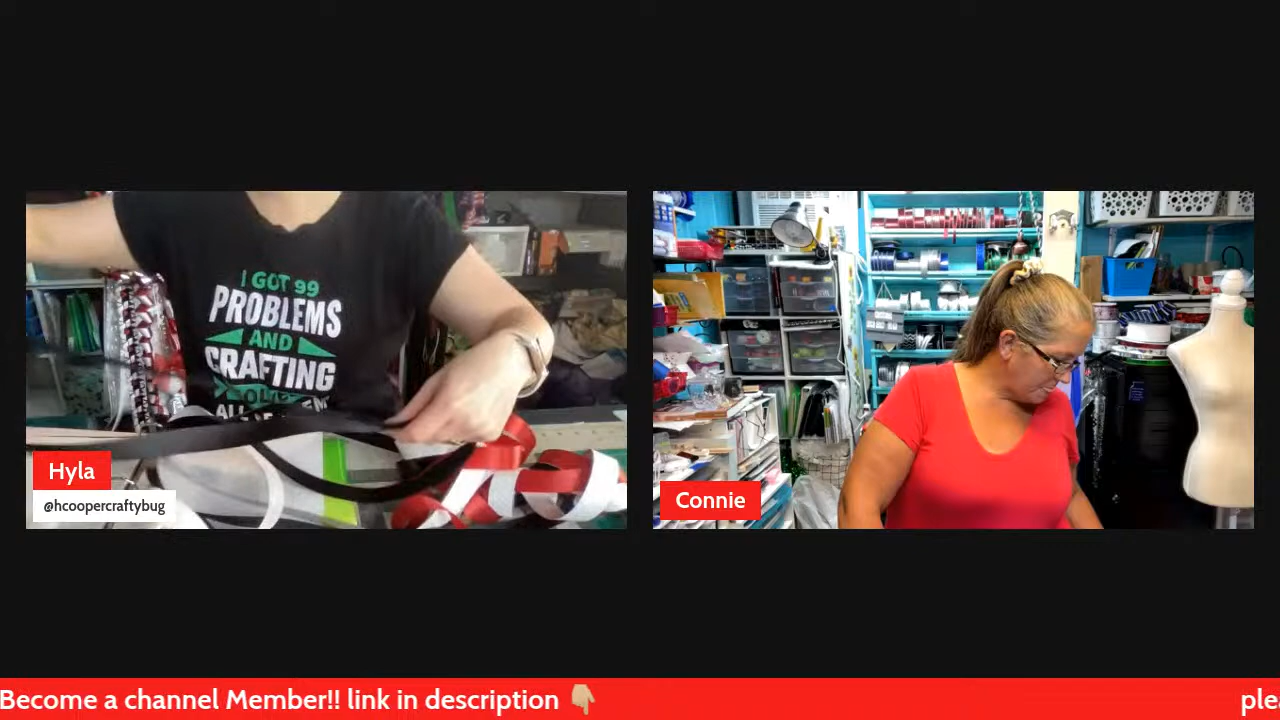 I GOT 99
PROBLEMS
AND
CRAFTING
Hyla
@hcoopercraftybug
Connie
Become a channel Member!! link in description 👇🏼
ple